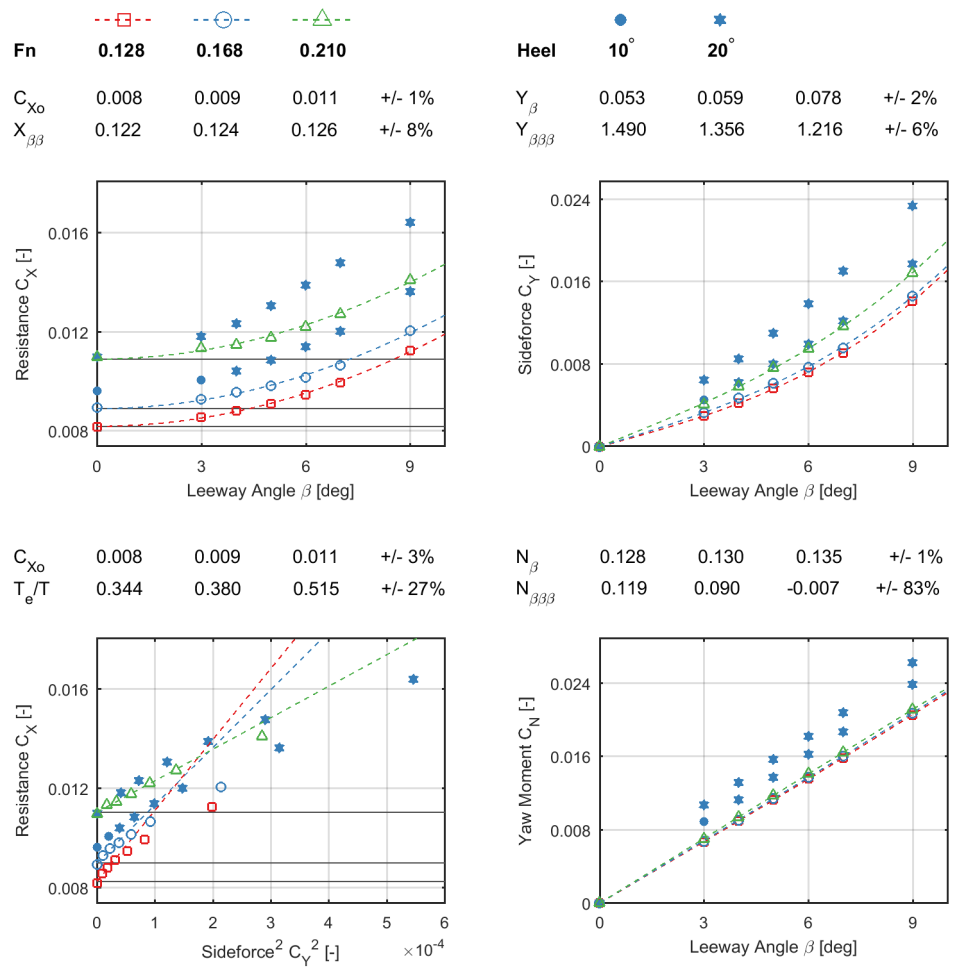 Fn 0.128 0.168 0.210
Heel 10° 20°
C_Xo 0.008 0.009 0.011 +/- 1%
X_ββ 0.122 0.124 0.126 +/- 8%
Y_β 0.053 0.059 0.078 +/- 2%
Y_βββ 1.490 1.356 1.216 +/- 6%
Resistance C_X [-]
0.016
0.012
0.008
0 3 6 9
Leeway Angle β [deg]
Sideforce C_Y [-]
0.024
0.016
0.008
0
0 3 6 9
Leeway Angle β [deg]
C_Xo 0.008 0.009 0.011 +/- 3%
T_e/T 0.344 0.380 0.515 +/- 27%
N_β 0.128 0.130 0.135 +/- 1%
N_βββ 0.119 0.090 -0.007 +/- 83%
Resistance C_X [-]
0.016
0.012
0.008
0 1 2 3 4 5 6
Sideforce² C_Y² [-] ×10⁻⁴
Yaw Moment C_N [-]
0.024
0.016
0.008
0
0 3 6 9
Leeway Angle β [deg]